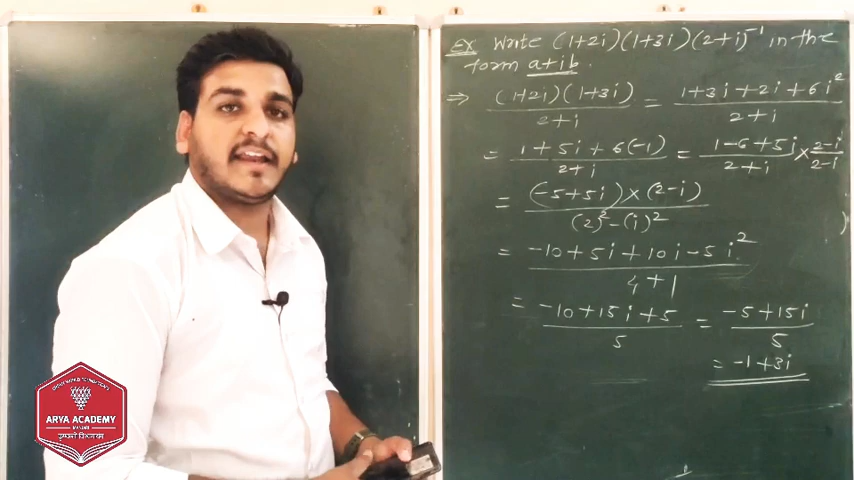 Ex Write (1+2i)(1+3i)(2+i)⁻¹ in the
form a+ib.
⇒ (1+2i)(1+3i)/2+i = 1+3i+2i+6i²/2+i
= 1+5i+6(-1)/2+i = 1-6+5i/2+i × 2-i/2-i
= (-5+5i)×(2-i)/(2)²-(i)²
= -10+5i+10i-5i²/4+1
= -10+15i+5/5 = -5+15i/5
= -1+3i
ARYA ACADEMY